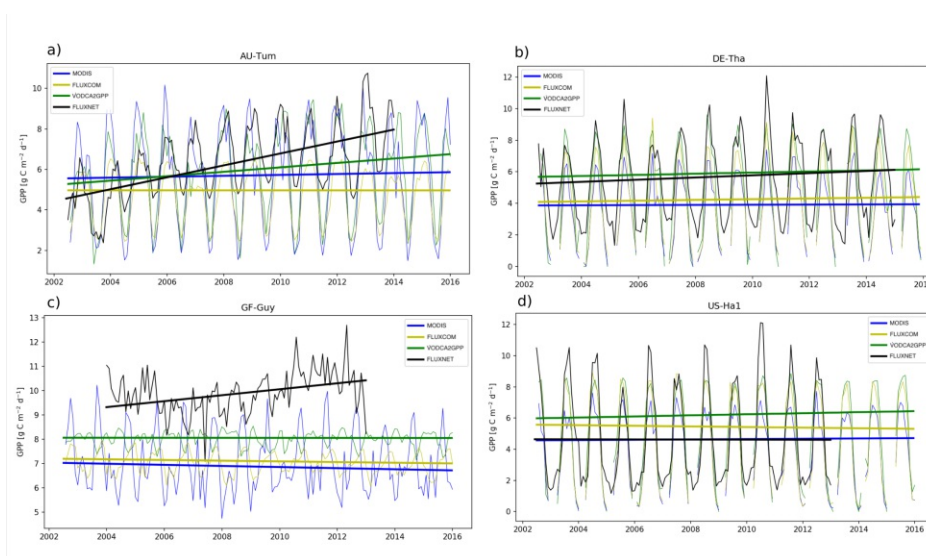 a)
AU-Tum
MODIS
FLUXCOM
VODCA2GPP
FLUXNET
GPP [g C m⁻² d⁻¹]
10
8
6
4
2
2002 2004 2006 2008 2010 2012 2014 2016
b)
DE-Tha
MODIS
FLUXCOM
VODCA2GPP
FLUXNET
GPP [g C m⁻² d⁻¹]
12
10
8
6
4
2
0
2002 2004 2006 2008 2010 2012 2014 201
c)
GF-Guy
MODIS
FLUXCOM
VODCA2GPP
FLUXNET
GPP [g C m⁻² d⁻¹]
13
12
11
10
9
8
7
6
5
2002 2004 2006 2008 2010 2012 2014 2016
d)
US-Ha1
MODIS
FLUXCOM
VODCA2GPP
FLUXNET
GPP [g C m⁻² d⁻¹]
12
10
8
6
4
2
0
2002 2004 2006 2008 2010 2012 2014 2016